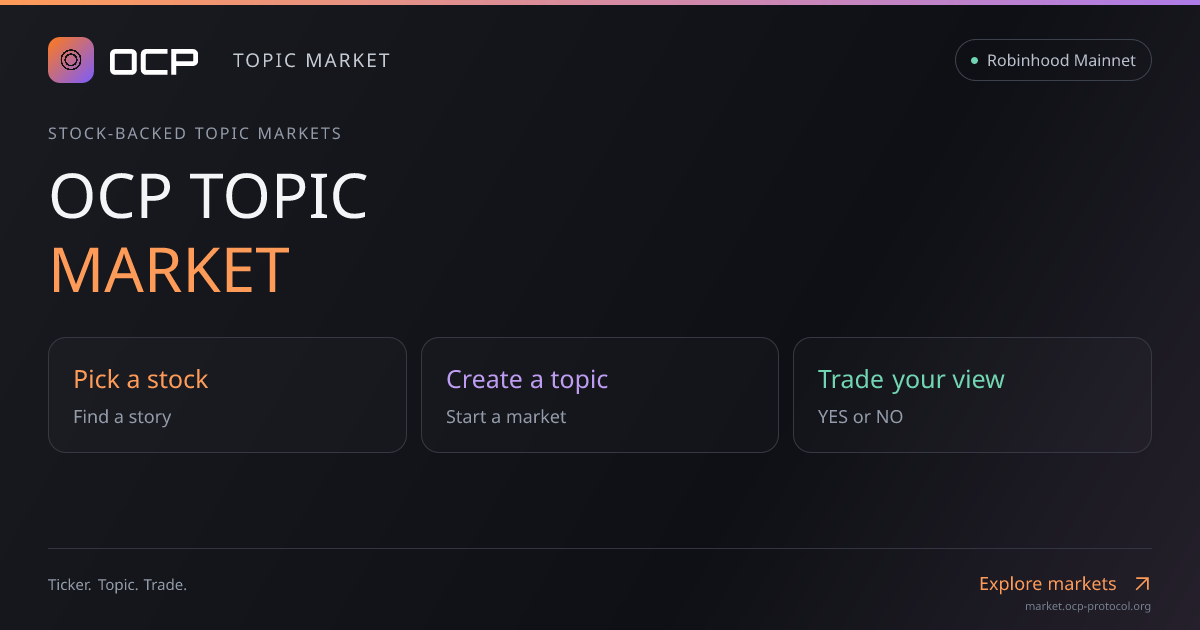 OCP TOPIC MARKET
Robinhood Mainnet
STOCK-BACKED TOPIC MARKETS
OCP TOPIC
MARKET
Pick a stock
Find a story
Create a topic
Start a market
Trade your view
YES or NO
Ticker. Topic. Trade.
Explore markets
market.ocp-protocol.org